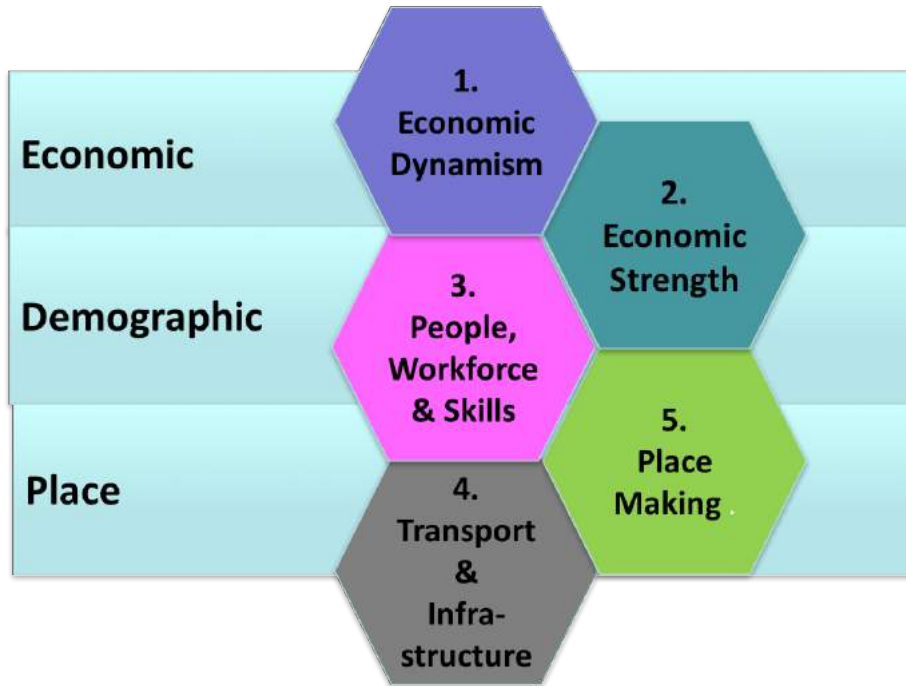 Economic
Demographic
Place
1.
Economic
Dynamism
2.
Economic
Strength
3.
People,
Workforce
& Skills
4.
Transport
&
Infra-
structure
5.
Place
Making .